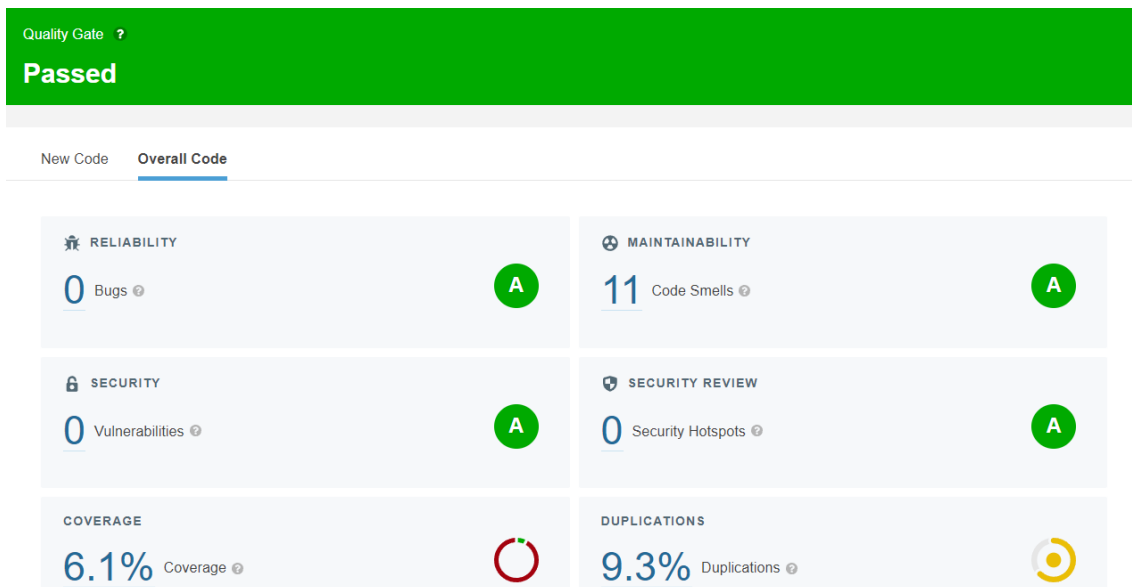 Quality Gate ?
Passed
New Code Overall Code
RELIABILITY
0 Bugs ?
A
MAINTAINABILITY
11 Code Smells ?
A
SECURITY
0 Vulnerabilities ?
A
SECURITY REVIEW
0 Security Hotspots ?
A
COVERAGE
6.1% Coverage ?
DUPLICATIONS
9.3% Duplications ?